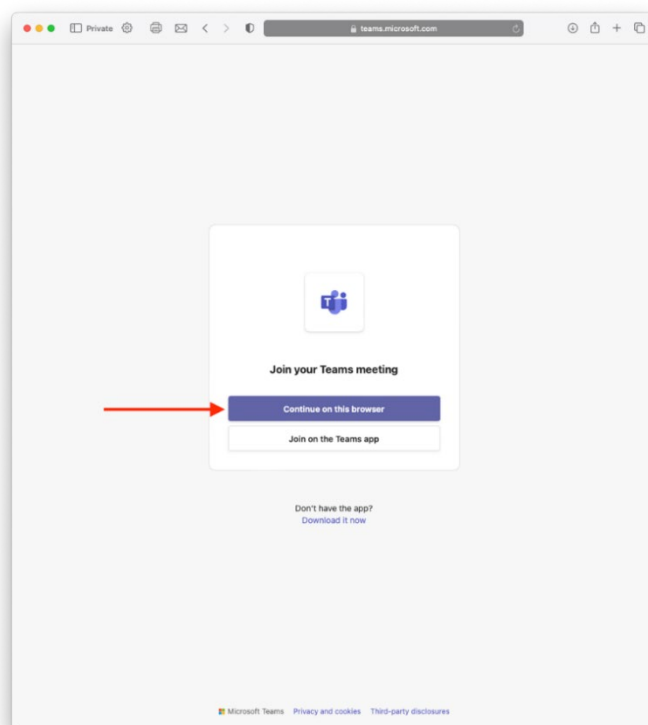 Private
teams.microsoft.com
T
Join your Teams meeting
Continue on this browser
Join on the Teams app
Don't have the app?
Download it now
Microsoft Teams Privacy and cookies Third-party disclosures